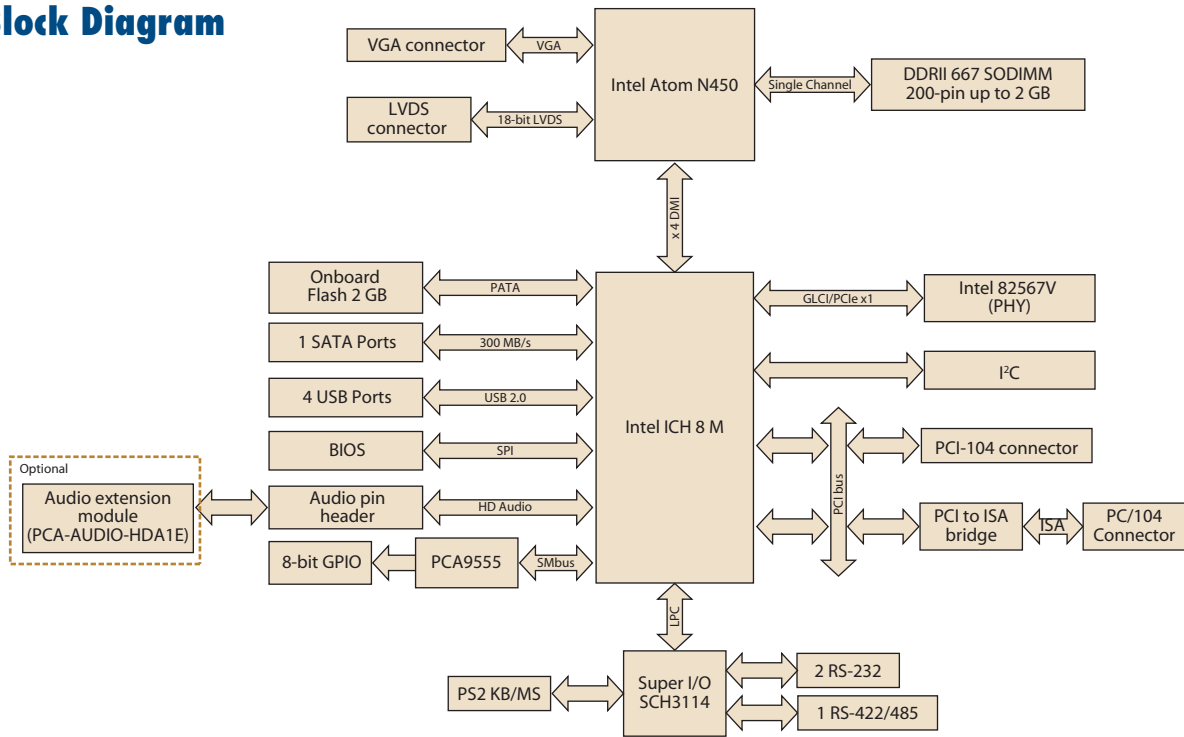 Block Diagram
VGA connector
VGA
Intel Atom N450
Single Channel
DDRII 667 SODIMM
200-pin up to 2 GB
LVDS
connector
18-bit LVDS
x 4 DMI
Onboard
Flash 2 GB
PATA
Intel ICH 8 M
GLCI/PCIe x1
Intel 82567V
(PHY)
1 SATA Ports
300 MB/s
I²C
4 USB Ports
USB 2.0
BIOS
SPI
PCI bus
PCI-104 connector
Optional
Audio extension
module
(PCA-AUDIO-HDA1E)
Audio pin
header
HD Audio
PCI to ISA
bridge
ISA
PC/104
Connector
8-bit GPIO
PCA9555
SMbus
LPC
PS2 KB/MS
Super I/O
SCH3114
2 RS-232
1 RS-422/485